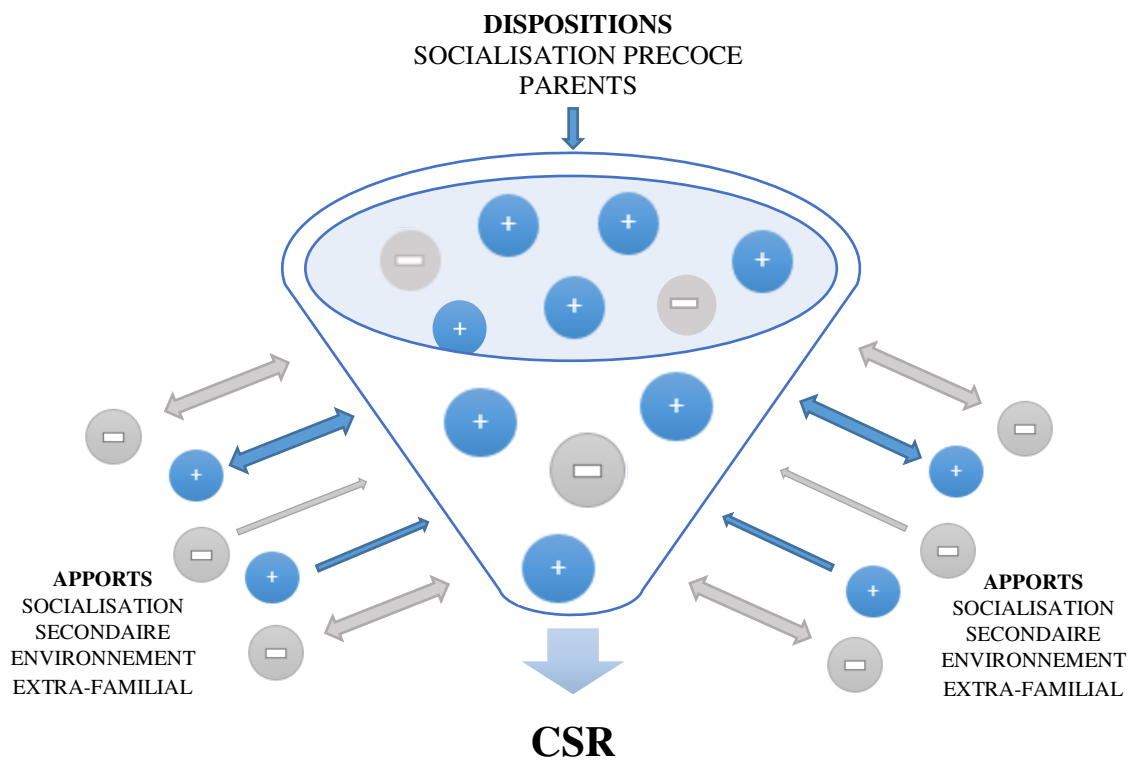 DISPOSITIONS
SOCIALISATION PRECOCE
PARENTS
+
+
+
+
+
+
+
+
+
+
+
+
APPORTS
SOCIALISATION
SECONDAIRE
ENVIRONNEMENT
EXTRA-FAMILIAL
APPORTS
SOCIALISATION
SECONDAIRE
ENVIRONNEMENT
EXTRA-FAMILIAL
CSR